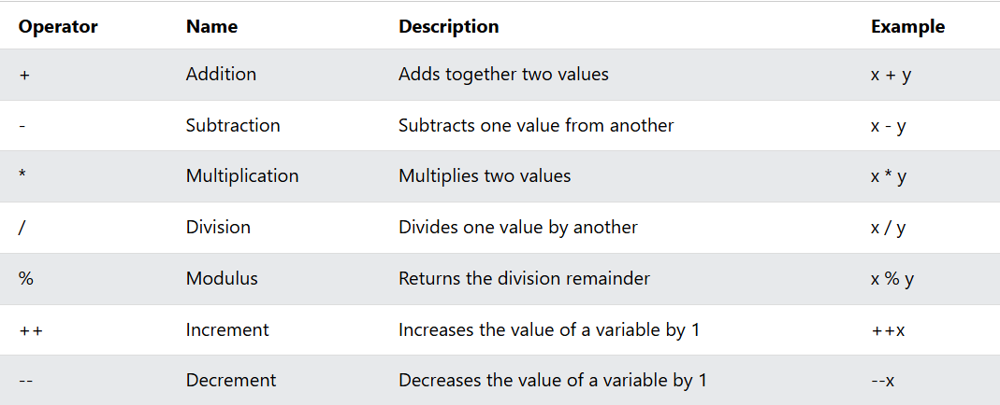 Operator Name Description Example
+ Addition Adds together two values x + y
- Subtraction Subtracts one value from another x - y
* Multiplication Multiplies two values x * y
/ Division Divides one value by another x / y
% Modulus Returns the division remainder x % y
++ Increment Increases the value of a variable by 1 ++x
-- Decrement Decreases the value of a variable by 1 --x